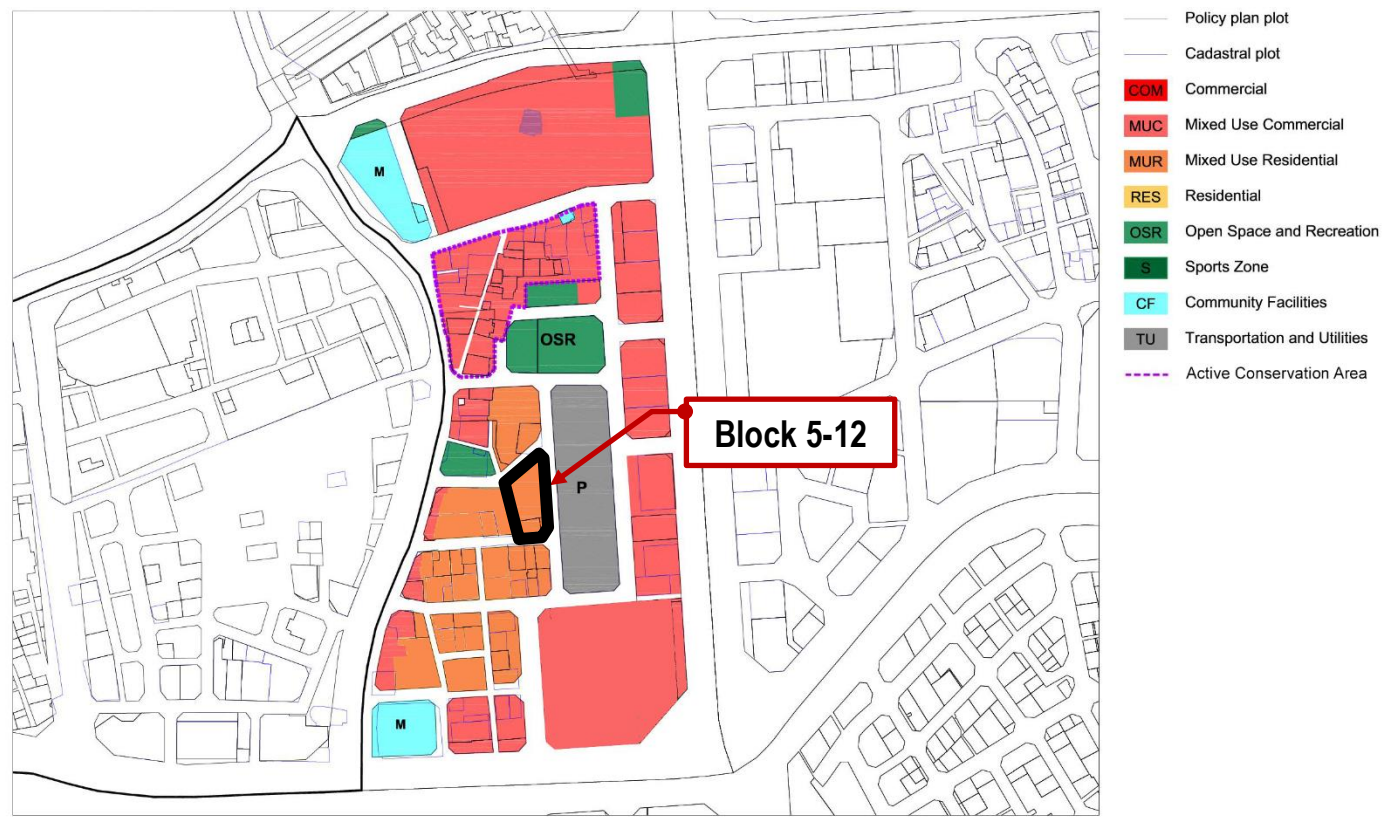 Policy plan plot
Cadastral plot
COM Commercial
MUC Mixed Use Commercial
MUR Mixed Use Residential
RES Residential
OSR Open Space and Recreation
S Sports Zone
CF Community Facilities
TU Transportation and Utilities
Active Conservation Area
M
OSR
Block 5-12
P
M